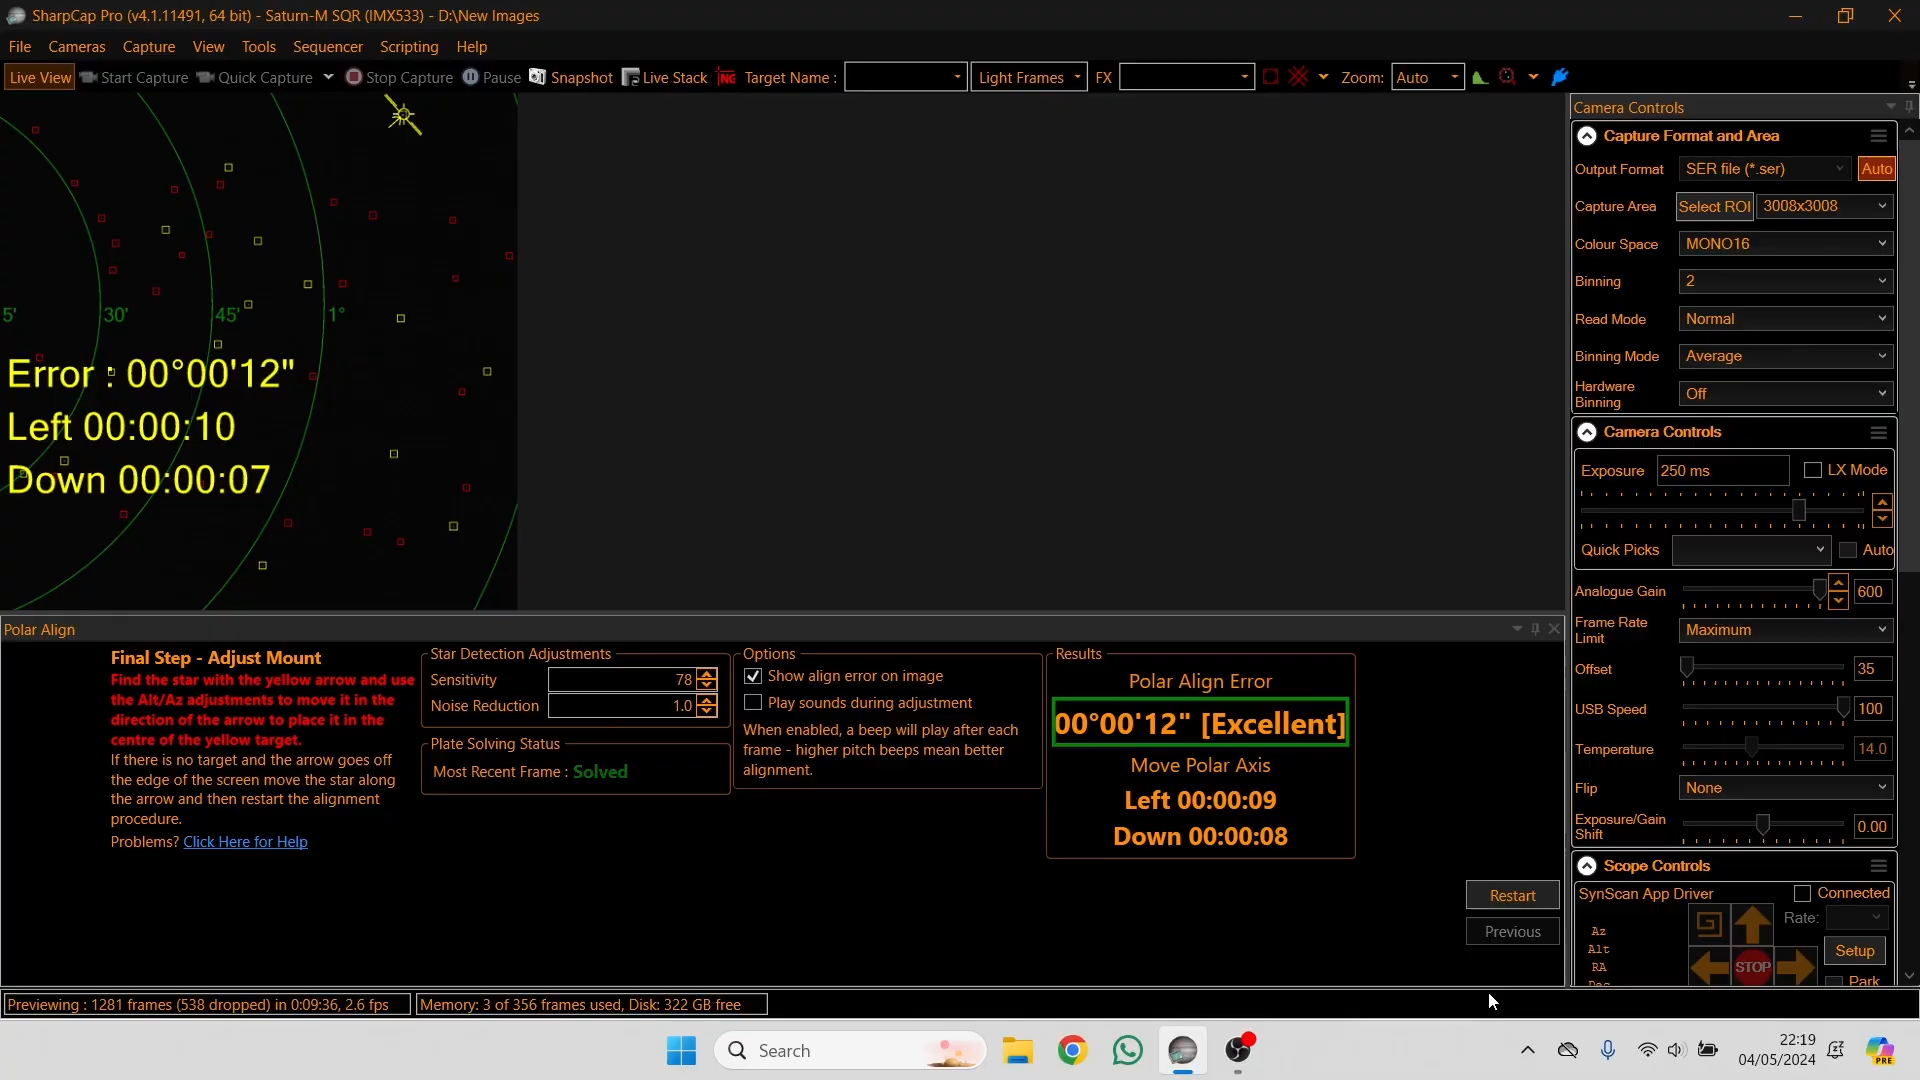 SharpCap Pro (v4.1.11491, 64 bit) - Saturn-M SQR (IMX533) - D:\New Images
File Cameras Capture View Tools Sequencer Scripting Help
Live View Start Capture Quick Capture Stop Capture Pause Snapshot Live Stack NG Target Name : Light Frames FX Zoom: Auto
5' 30' 45' 1°
Error : 00°00'12"
Left 00:00:10
Down 00:00:07
Camera Controls
Capture Format and Area
Output Format SER file (*.ser) Auto
Capture Area Select ROI 3008x3008
Colour Space MONO16
Binning 2
Read Mode Normal
Binning Mode Average
Hardware
Binning Off
Camera Controls
Exposure 250 ms LX Mode
Quick Picks Auto
Analogue Gain 600
Frame Rate
Limit Maximum
Offset 35
USB Speed 100
Temperature 14.0
Flip None
Exposure/Gain
Shift 0.00
Scope Controls
SynScan App Driver Connected
Rate:
Az
Alt
RA
Dec
STOP
Setup
Park
Polar Align
Final Step - Adjust Mount
Find the star with the yellow arrow and use
the Alt/Az adjustments to move it in the
direction of the arrow to place it in the
centre of the yellow target.
If there is no target and the arrow goes off
the edge of the screen move the star along
the arrow and then restart the alignment
procedure.
Problems? Click Here for Help
Star Detection Adjustments
Sensitivity 78
Noise Reduction 1.0
Plate Solving Status
Most Recent Frame : Solved
Options
Show align error on image
Play sounds during adjustment
When enabled, a beep will play after each
frame - higher pitch beeps mean better
alignment.
Results
Polar Align Error
00°00'12" [Excellent]
Move Polar Axis
Left 00:00:09
Down 00:00:08
Restart
Previous
Previewing : 1281 frames (538 dropped) in 0:09:36, 2.6 fps
Memory: 3 of 356 frames used, Disk: 322 GB free
Search
22:19
04/05/2024
PRE